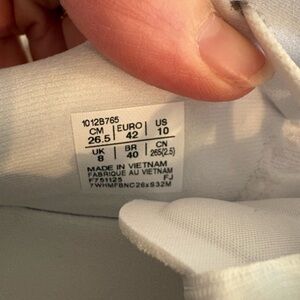 1012B765
CM EURO US
26.5 42 10
UK BR CN
8 40 265(2.5)
MADE IN VIETNAM
FABRIQUE AU VIETNAM
F751125 FJ